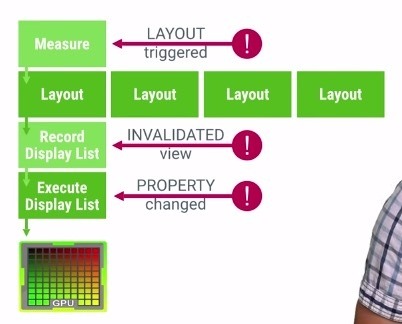 Measure
LAYOUT
triggered
!
Layout
Layout
Layout
Layout
Record
Display List
INVALIDATED
view
!
Execute
Display List
PROPERTY
changed
!
GPU